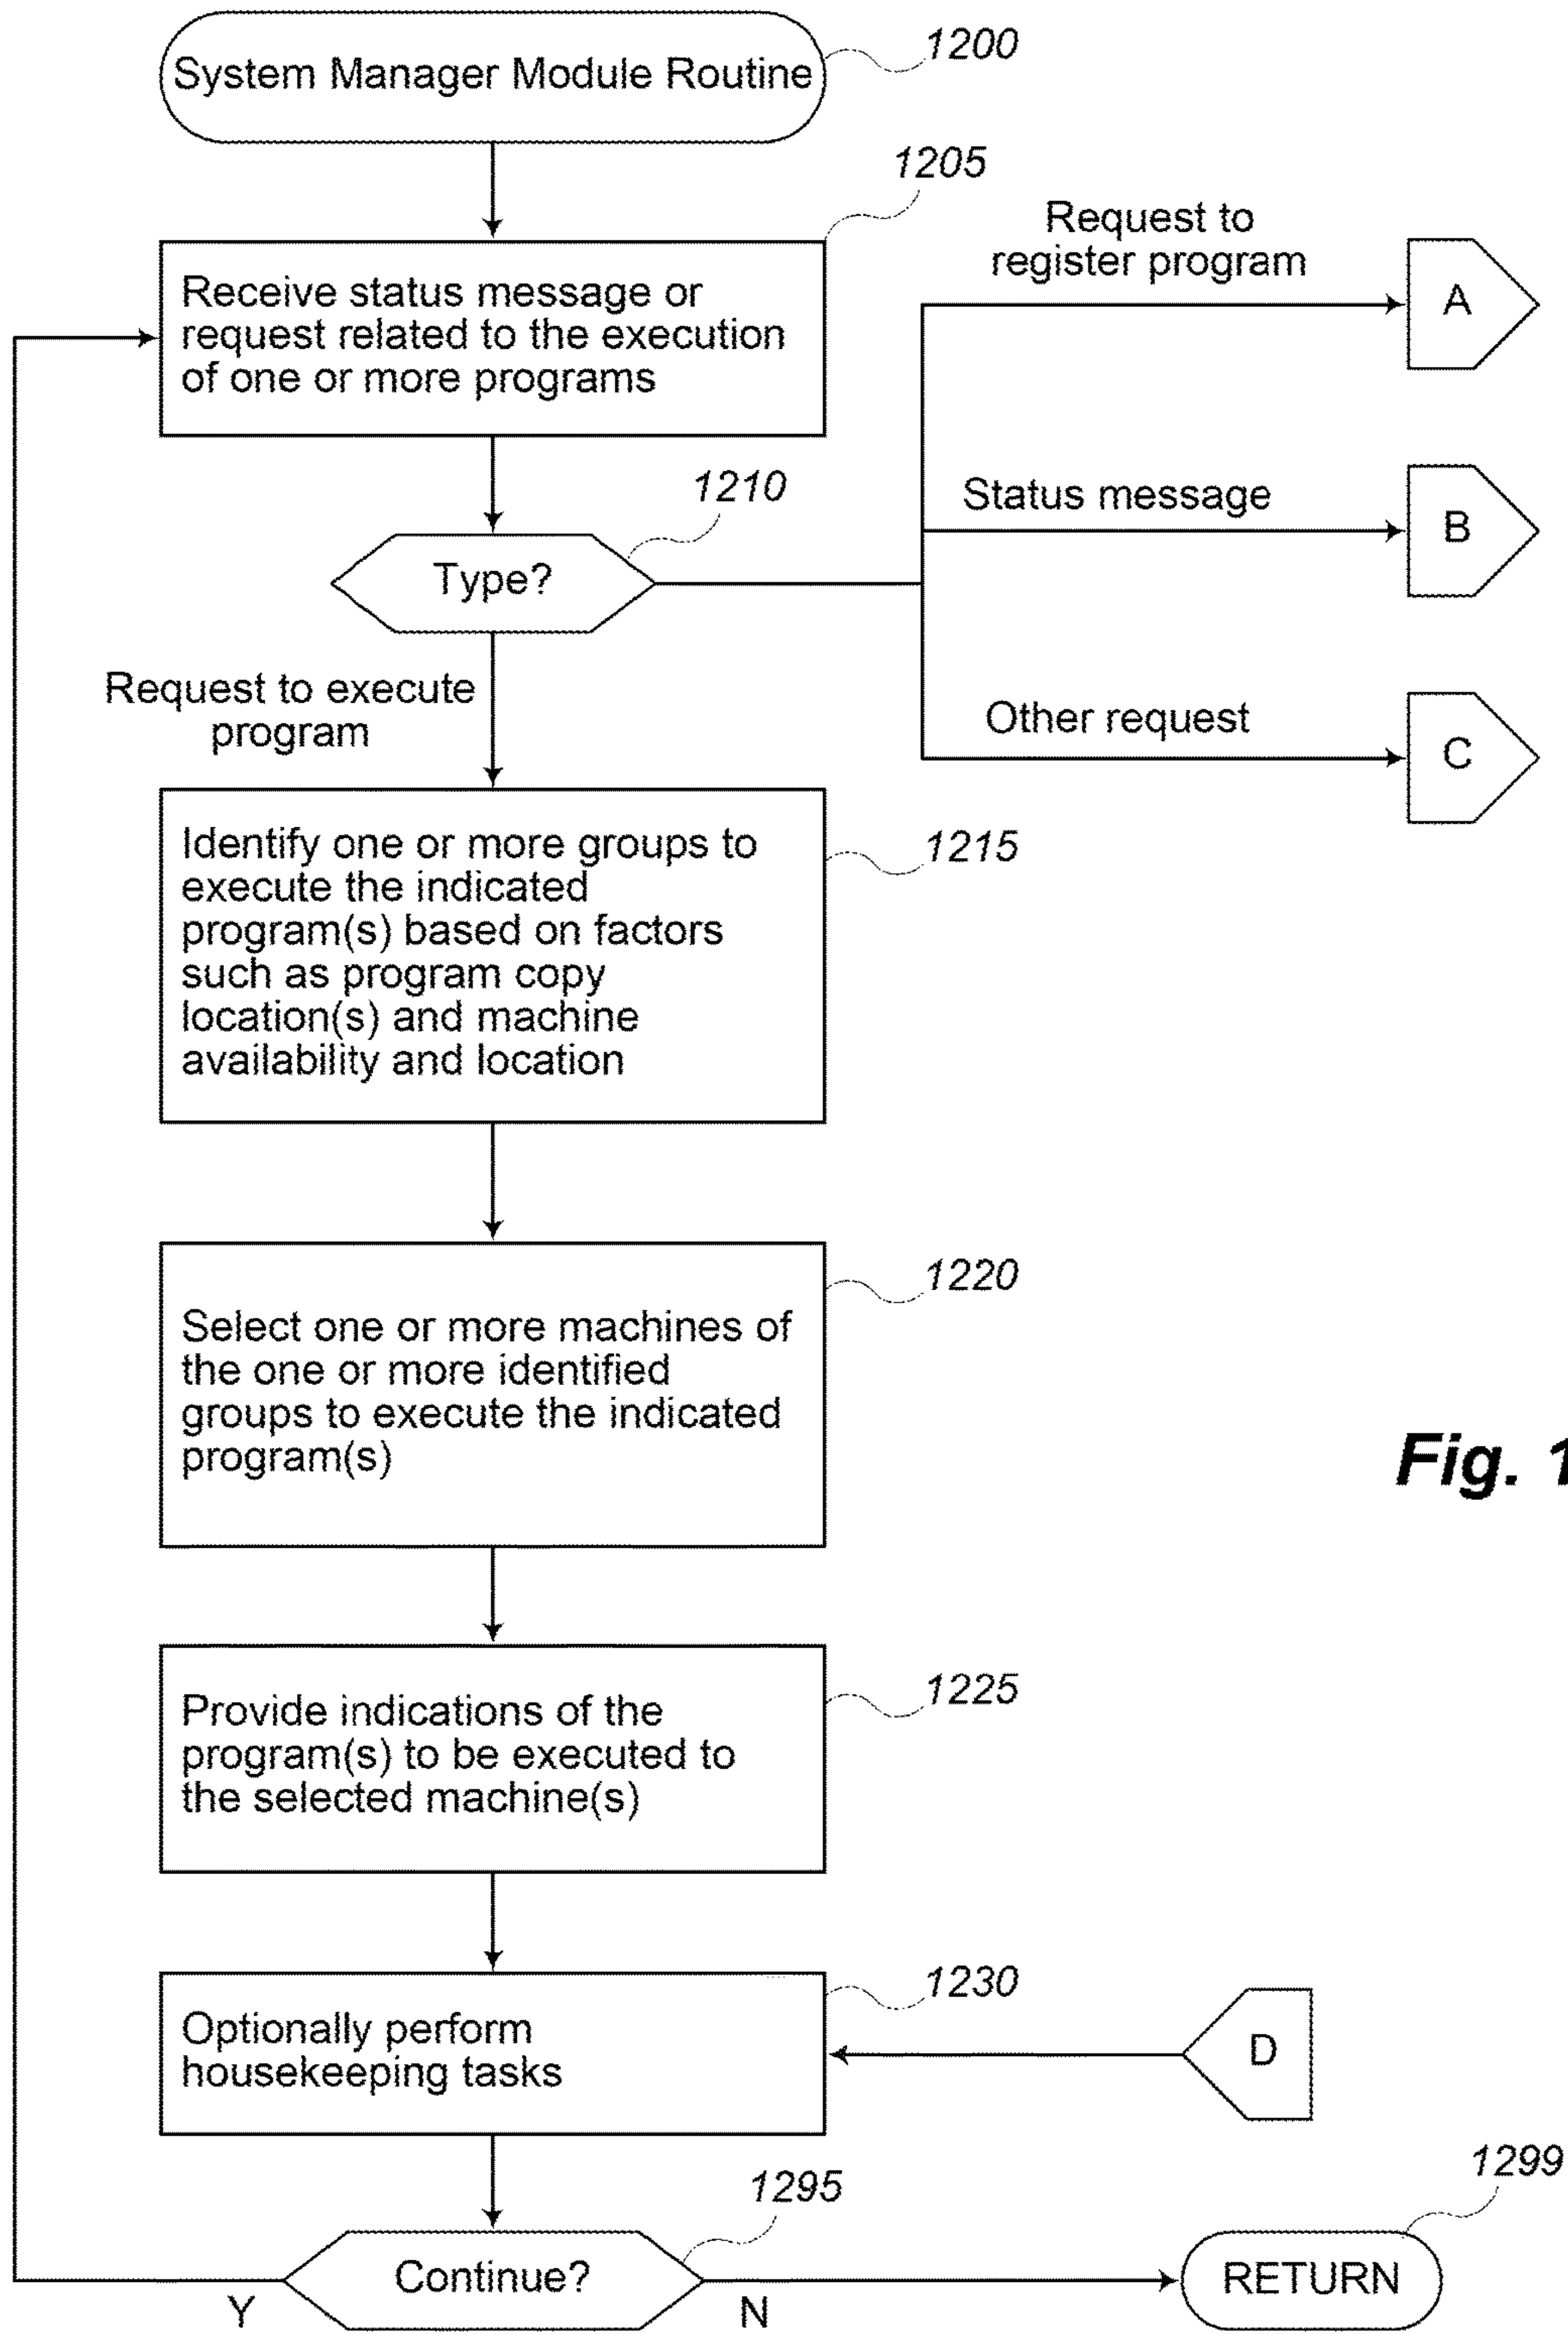 System Manager Module Routine
1200
1205
Receive status message or
request related to the execution
of one or more programs
Request to
register program
A
1210
Type?
Status message
B
Request to execute
program
Other request
C
Identify one or more groups to
execute the indicated
program(s) based on factors
such as program copy
location(s) and machine
availability and location
1215
1220
Select one or more machines of
the one or more identified
groups to execute the indicated
program(s)
Fig. 1
1225
Provide indications of the
program(s) to be executed to
the selected machine(s)
1230
Optionally perform
housekeeping tasks
D
1295
1299
Continue?
RETURN
Y
N